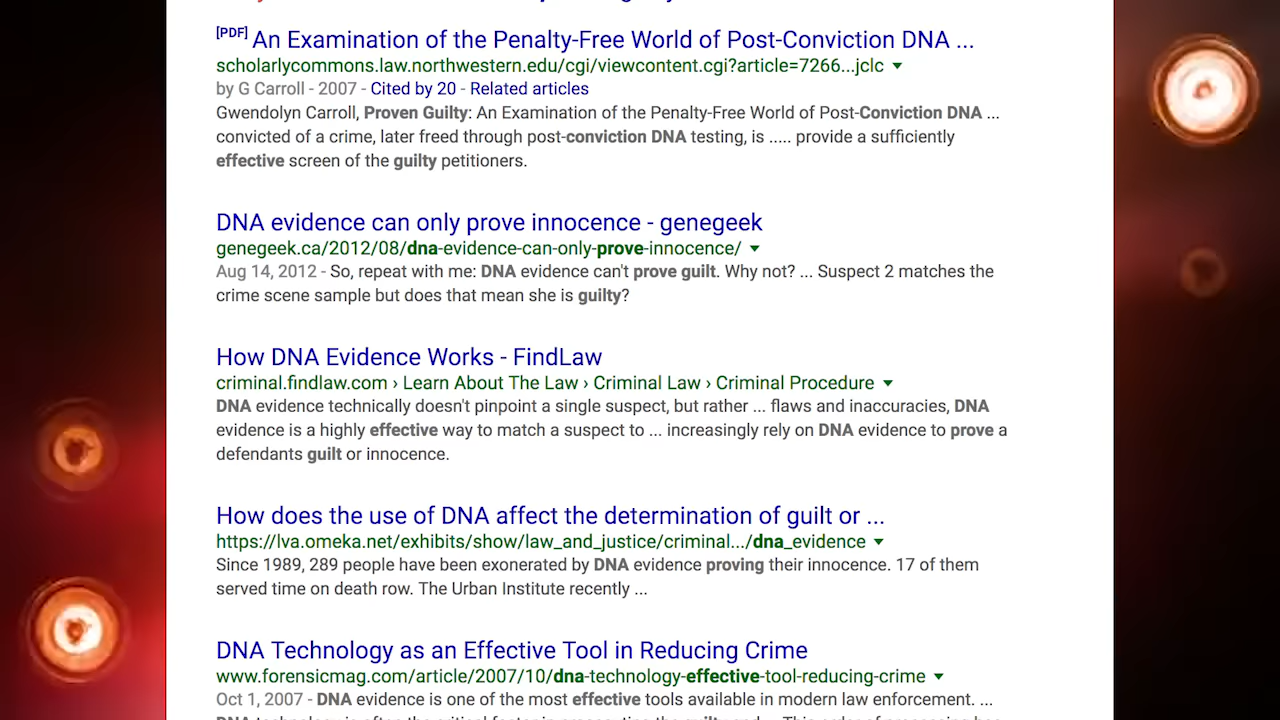 [PDF] An Examination of the Penalty-Free World of Post-Conviction DNA ...
scholarlycommons.law.northwestern.edu/cgi/viewcontent.cgi?article=7266...jclc
by G Carroll - 2007 - Cited by 20 - Related articles
Gwendolyn Carroll, Proven Guilty: An Examination of the Penalty-Free World of Post-Conviction DNA ...
convicted of a crime, later freed through post-conviction DNA testing, is ..... provide a sufficiently
effective screen of the guilty petitioners.
DNA evidence can only prove innocence - genegeek
genegeek.ca/2012/08/dna-evidence-can-only-prove-innocence/
Aug 14, 2012 - So, repeat with me: DNA evidence can't prove guilt. Why not? ... Suspect 2 matches the
crime scene sample but does that mean she is guilty?
How DNA Evidence Works - FindLaw
criminal.findlaw.com › Learn About The Law › Criminal Law › Criminal Procedure
DNA evidence technically doesn't pinpoint a single suspect, but rather ... flaws and inaccuracies, DNA
evidence is a highly effective way to match a suspect to ... increasingly rely on DNA evidence to prove a
defendants guilt or innocence.
How does the use of DNA affect the determination of guilt or ...
https://lva.omeka.net/exhibits/show/law_and_justice/criminal.../dna_evidence
Since 1989, 289 people have been exonerated by DNA evidence proving their innocence. 17 of them
served time on death row. The Urban Institute recently ...
DNA Technology as an Effective Tool in Reducing Crime
www.forensicmag.com/article/2007/10/dna-technology-effective-tool-reducing-crime
Oct 1, 2007 - DNA evidence is one of the most effective tools available in modern law enforcement. ...